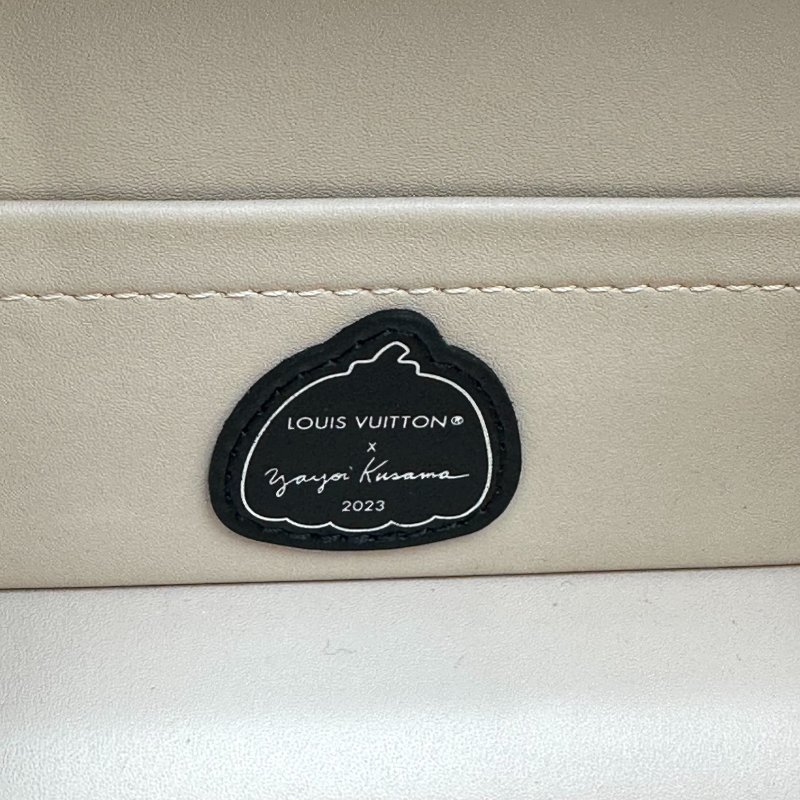 LOUIS VUITTON®
x
Yayoi Kusama
2023